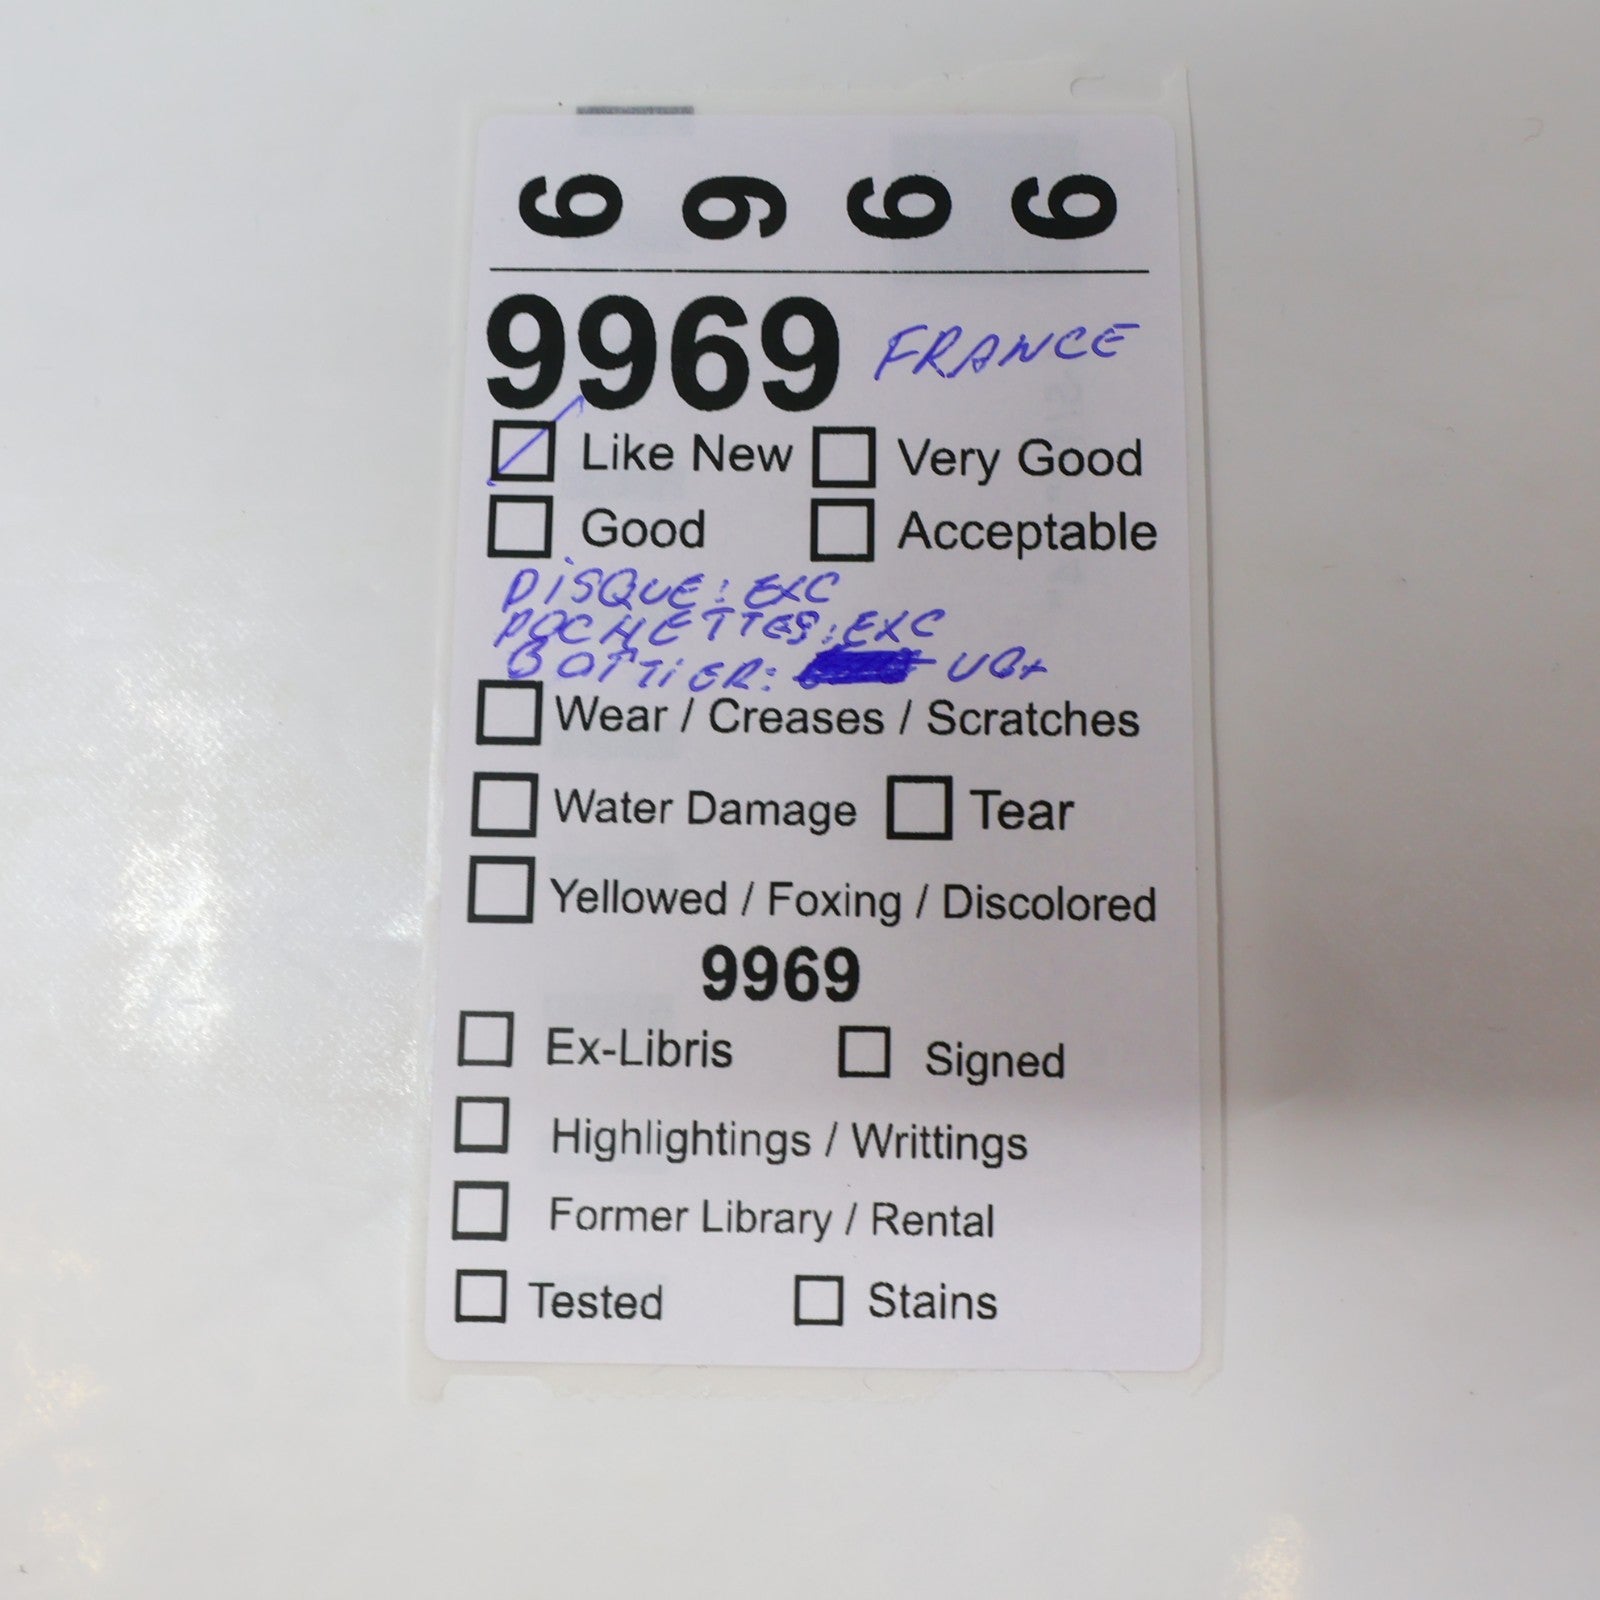 9 9 6 9
9969 FRANCE
Like New Very Good
Good Acceptable
DiSQUE: EXC
POCHETTES: EXC
BOITiER: VG+
Wear / Creases / Scratches
Water Damage Tear
Yellowed / Foxing / Discolored
9969
Ex-Libris Signed
Highlightings / Writtings
Former Library / Rental
Tested Stains